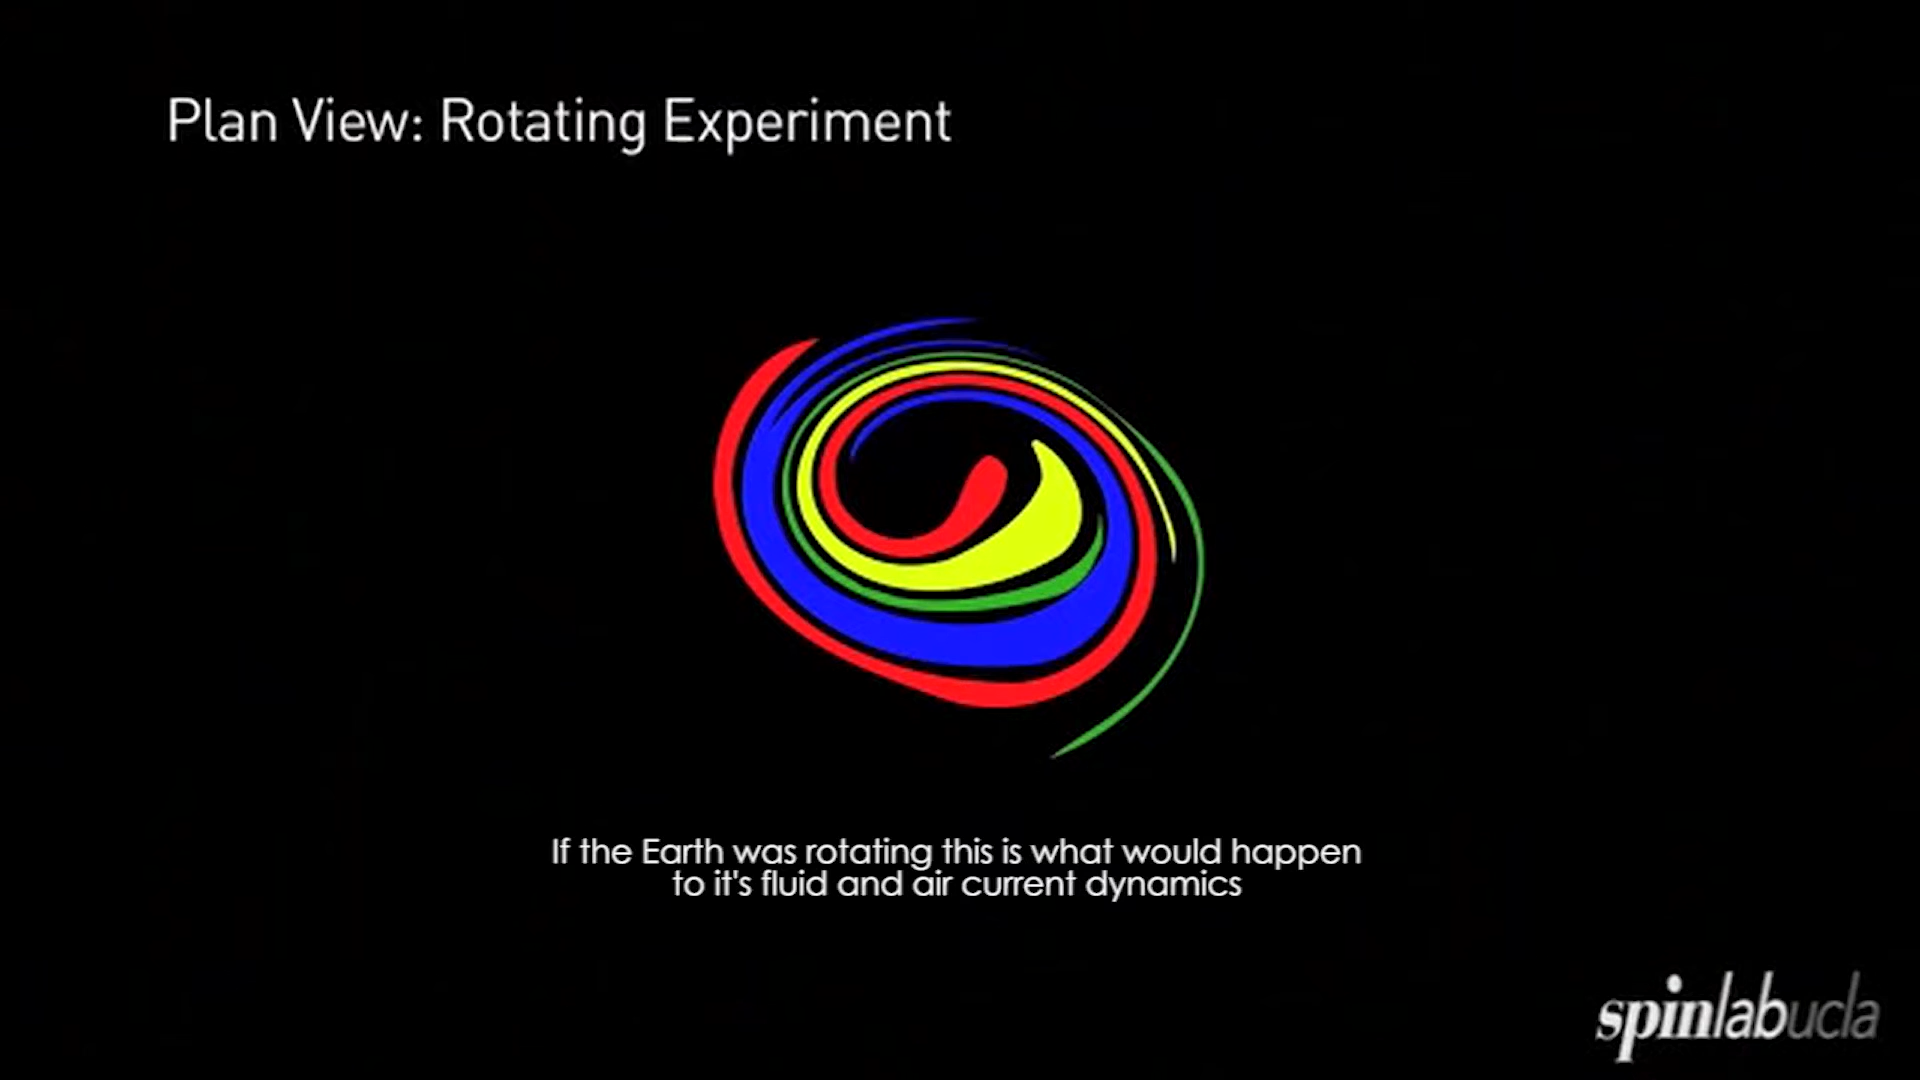 Plan View: Rotating Experiment
If the Earth was rotating this is what would happen
to it's fluid and air current dynamics
spinlabucla